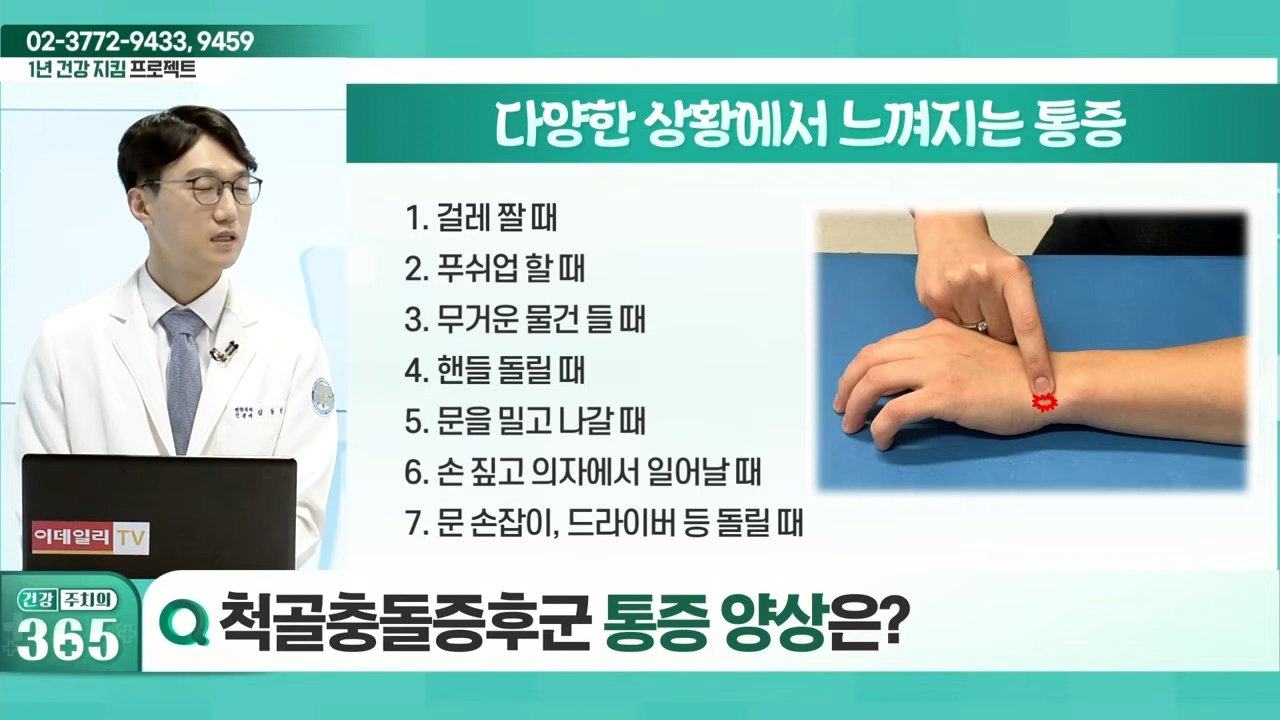 02-3772-9433, 9459
1년 건강 지킴 프로젝트
다양한 상황에서 느껴지는 통증
1. 걸레 짤 때
2. 푸쉬업 할 때
3. 무거운 물건 들 때
4. 핸들 돌릴 때
5. 문을 밀고 나갈 때
6. 손 짚고 의자에서 일어날 때
7. 문 손잡이, 드라이버 등 돌릴 때
이데일리 TV
건강 주치의
365
Q 척골충돌증후군 통증 양상은?